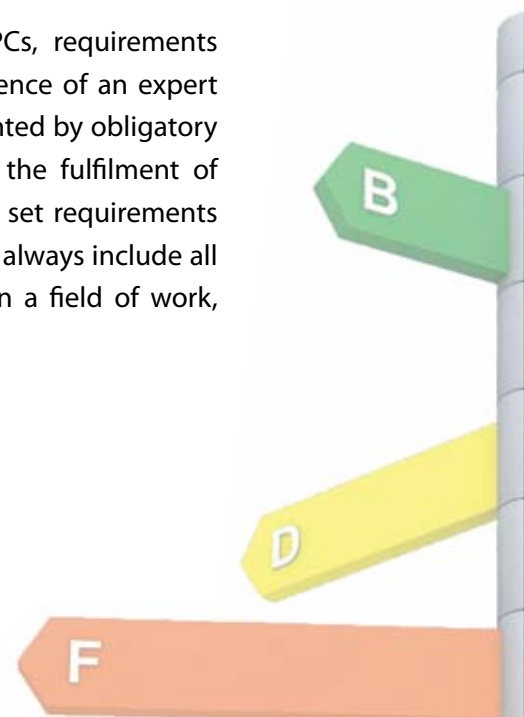 PCs, requirements
ence of an expert
nted by obligatory
the fulfilment of
set requirements
always include all
n a field of work,
B
D
F